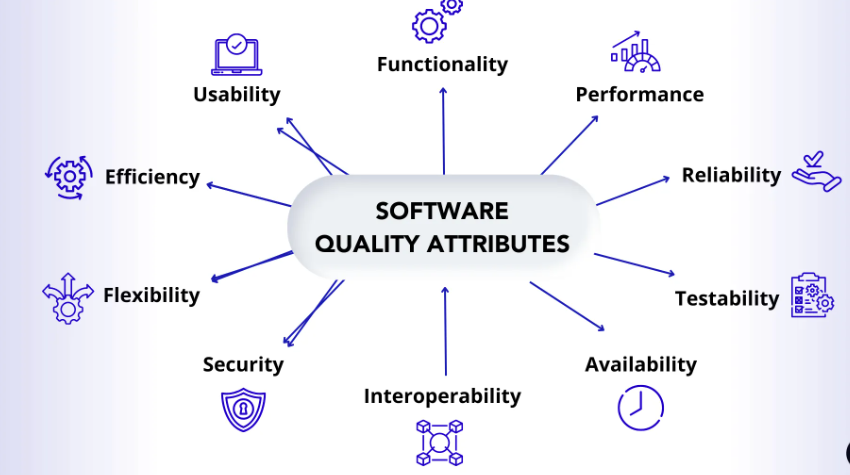 Functionality
Usability
Performance
Efficiency
Reliability
SOFTWARE
QUALITY ATTRIBUTES
Flexibility
Testability
Security
Availability
Interoperability